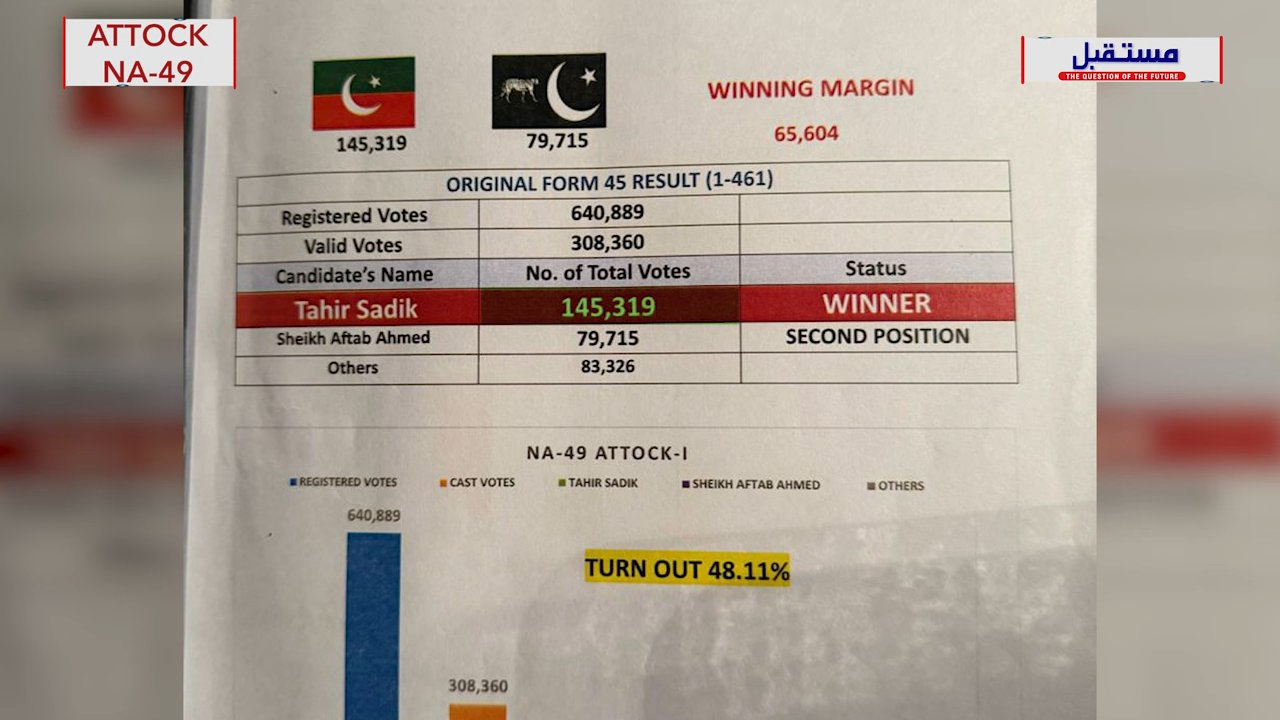 ATTOCK
NA-49
مستقبل
THE QUESTION OF THE FUTURE
WINNING MARGIN
145,319
79,715
65,604
ORIGINAL FORM 45 RESULT (1-461)
Registered Votes 640,889
Valid Votes 308,360
Candidate's Name No. of Total Votes Status
Tahir Sadik 145,319 WINNER
Sheikh Aftab Ahmed 79,715 SECOND POSITION
Others 83,326
NA-49 ATTOCK-I
REGISTERED VOTES CAST VOTES TAHIR SADIK SHEIKH AFTAB AHMED OTHERS
640,889
TURN OUT 48.11%
308,360